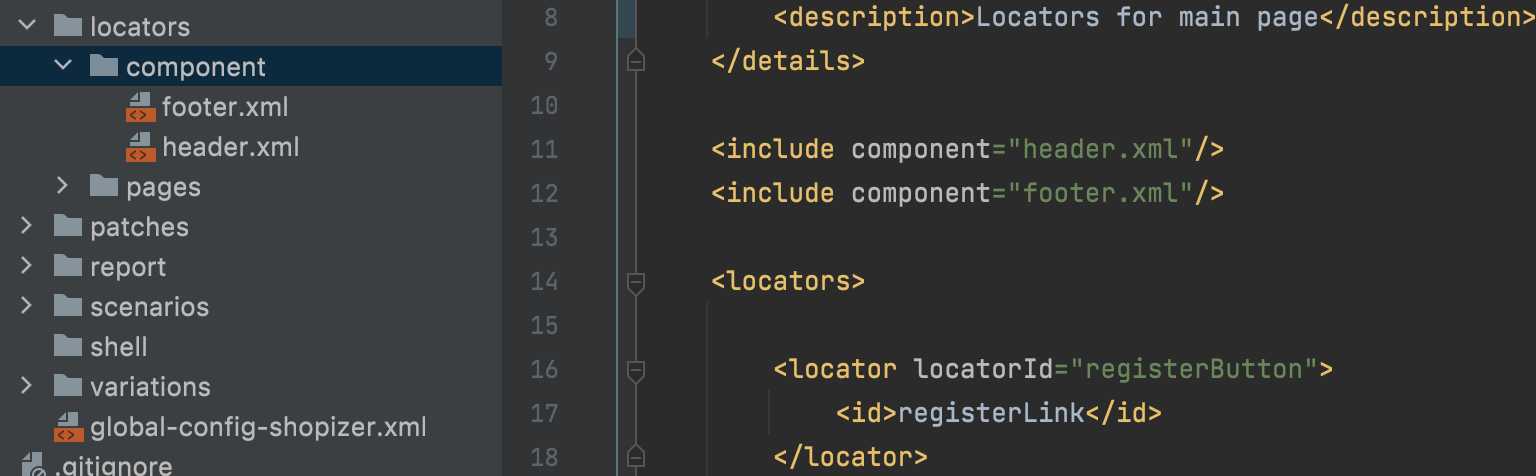 locators
component
footer.xml
header.xml
pages
patches
report
scenarios
shell
variations
global-config-shopizer.xml
.gitignore
8 <description>Locators for main page</description>
9 </details>
10
11 <include component="header.xml"/>
12 <include component="footer.xml"/>
13
14 <locators>
15
16 <locator locatorId="registerButton">
17 <id>registerLink</id>
18 </locator>